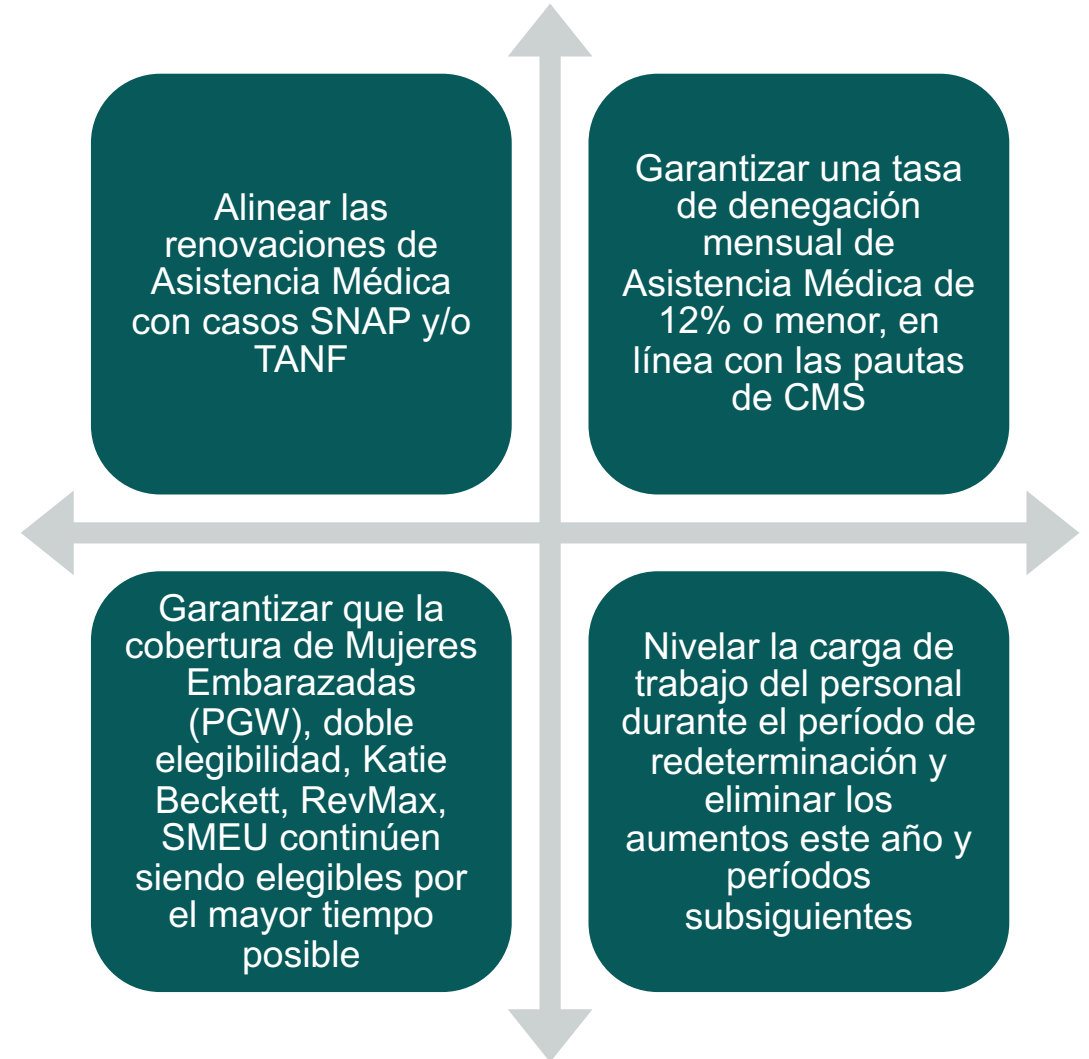 Alinear las
renovaciones de
Asistencia Médica
con casos SNAP y/o
TANF
Garantizar una tasa
de denegación
mensual de
Asistencia Médica de
12% o menor, en
línea con las pautas
de CMS
Garantizar que la
cobertura de Mujeres
Embarazadas
(PGW), doble
elegibilidad, Katie
Beckett, RevMax,
SMEU continúen
siendo elegibles por
el mayor tiempo
posible
Nivelar la carga de
trabajo del personal
durante el período de
redeterminación y
eliminar los
aumentos este año y
períodos
subsiguientes